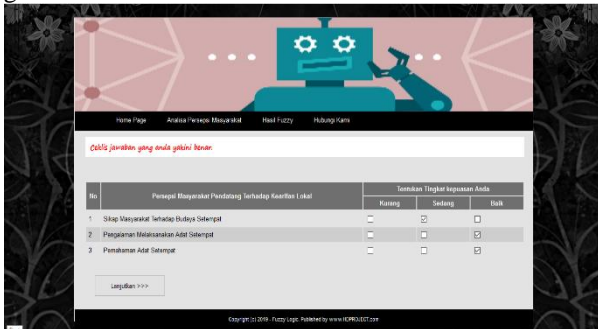 Home Page Analisa Persepsi Masyarakat Hasil Fuzzy Hubungi Kami
Ceklis jawaban yang anda yakini benar.
No Persepsi Masyarakat Pendatang Terhadap Kearifan Lokal Tentukan Tingkat kepuasan Anda
Kurang Sedang Baik
1 Sikap Masyarakat Terhadap Budaya Setempat
2 Pengalaman Melaksanakan Adat Setempat
3 Pemahaman Adat Setempat
Lanjutkan >>>
Copyright (c) 2019 - Fuzzy Logic. Published by www.HDPROJECT.com